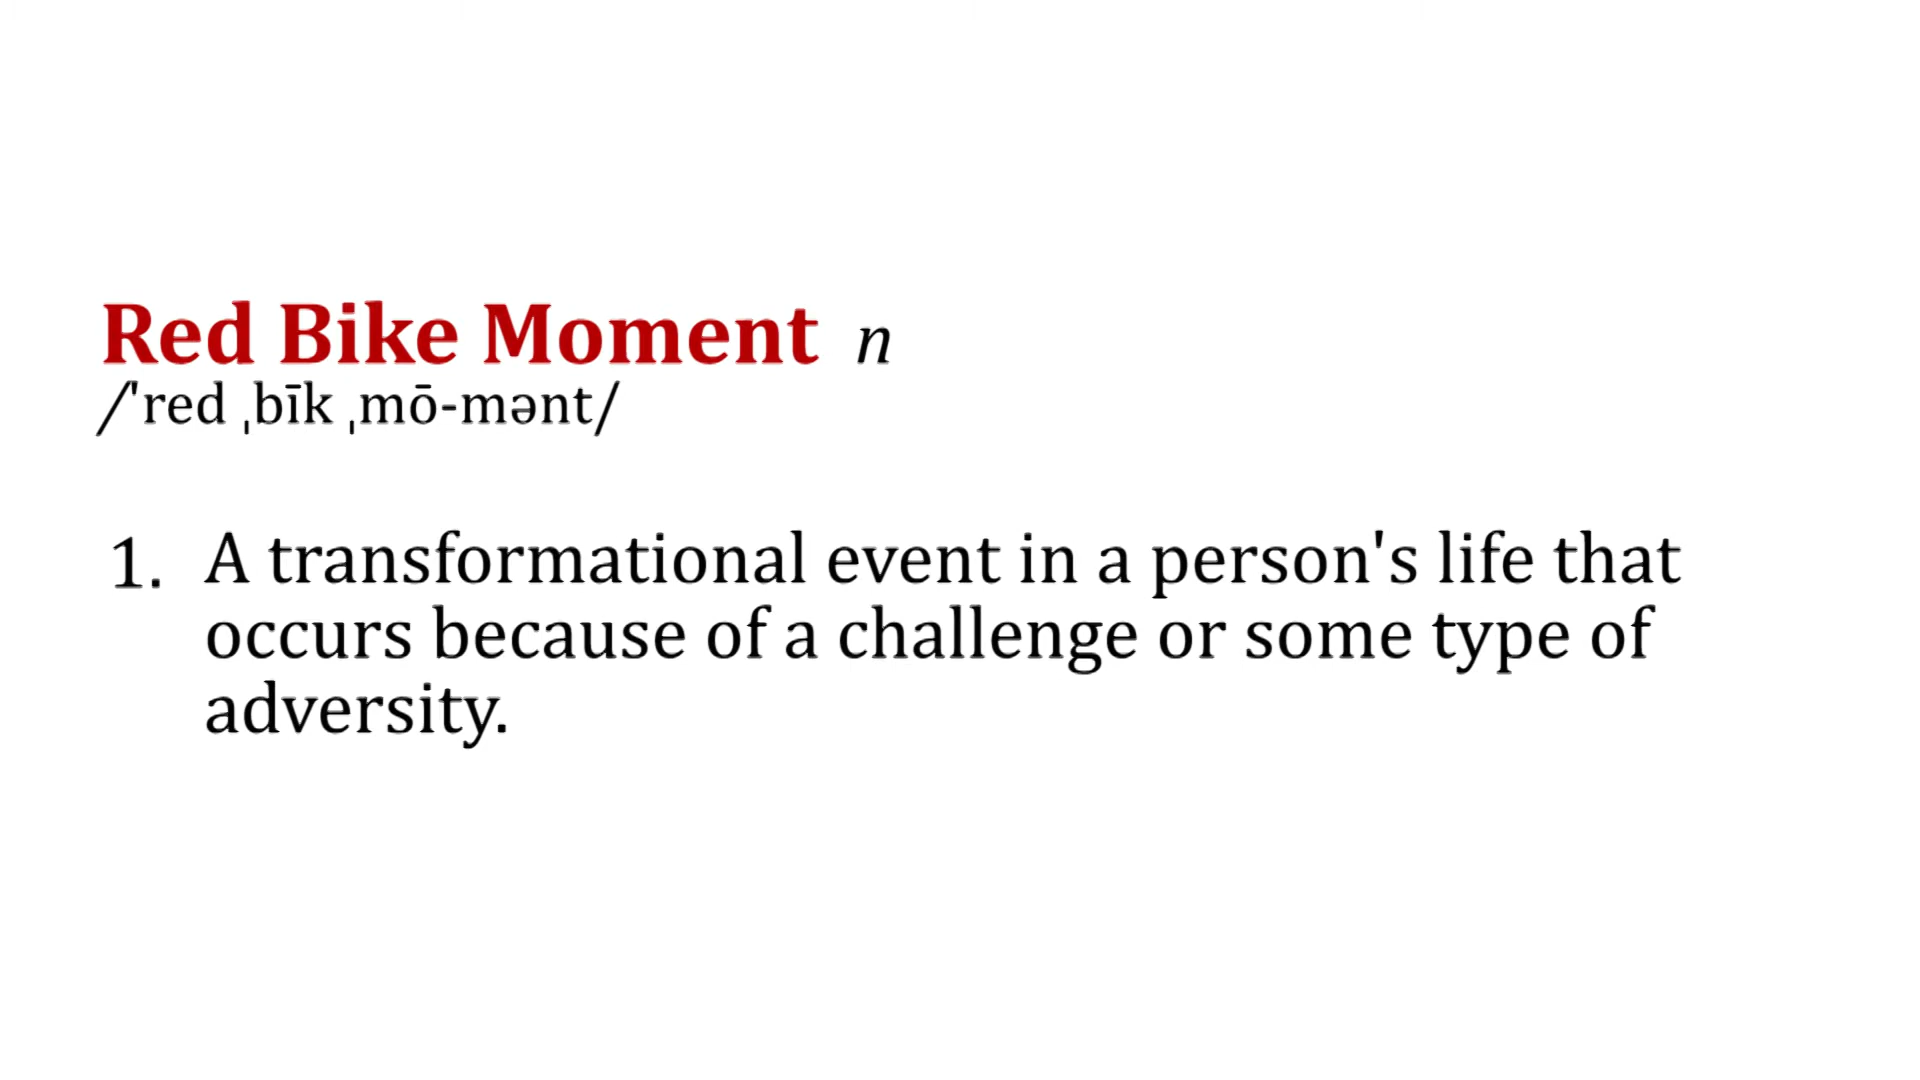 Red Bike Moment n
/ˈred ˌbīk ˌmō-mənt/
1. A transformational event in a person's life that
occurs because of a challenge or some type of
adversity.